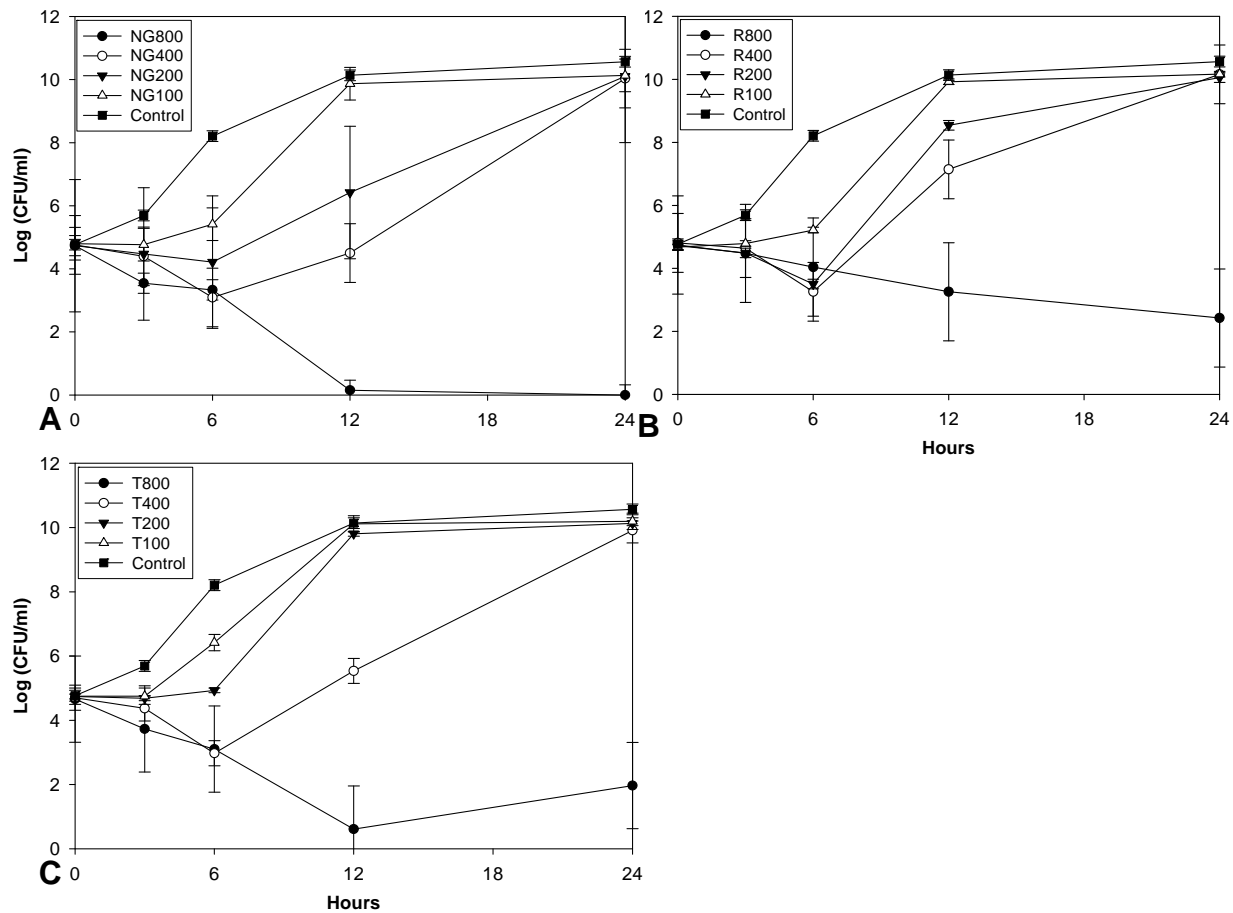 12
10
8
6
4
2
0
Log (CFU/ml)
NG800
NG400
NG200
NG100
Control
0
6
12
18
24
A
12
10
8
6
4
2
0
R800
R400
R200
R100
Control
0
6
12
18
24
B
Hours
12
10
8
6
4
2
0
Log (CFU/ml)
T800
T400
T200
T100
Control
0
6
12
18
24
C
Hours